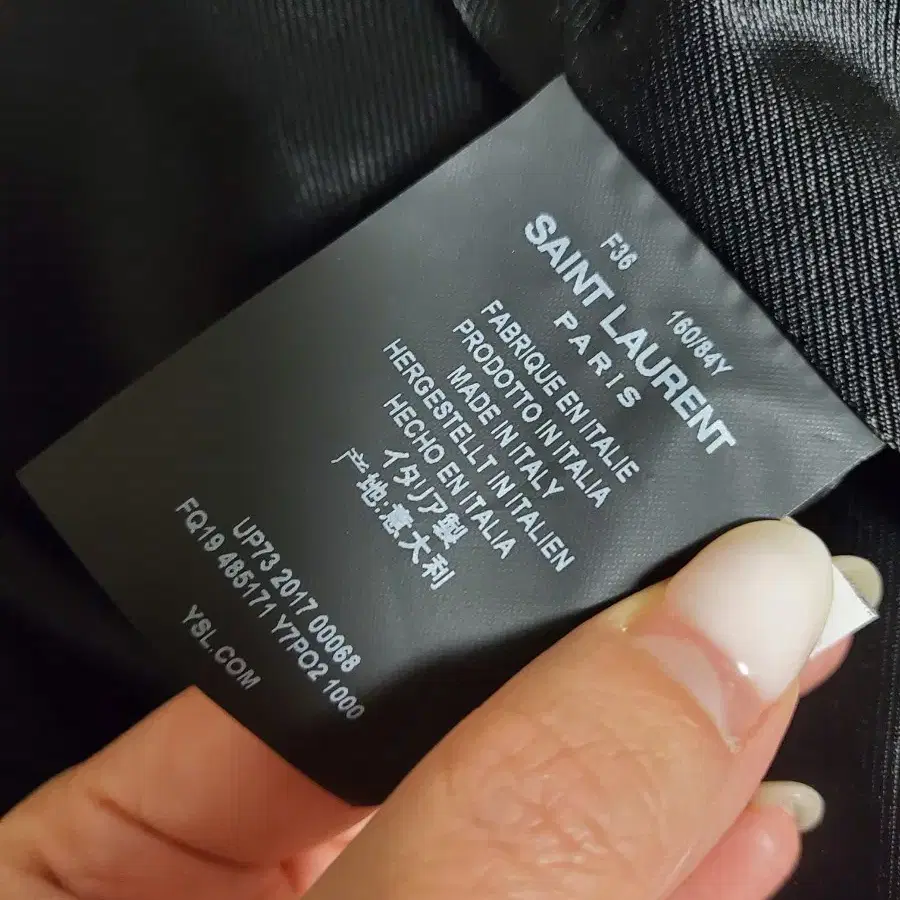 F36 160/84Y
SAINT LAURENT
PARIS
FABRIQUE EN ITALIE
PRODOTTO IN ITALIA
MADE IN ITALY
HERGESTELLT IN ITALIEN
HECHO EN ITALIA
イタリア製
产地:意大利
UP73 2017 00068
FQ19 485171 Y7PO2 1000
YSL.COM